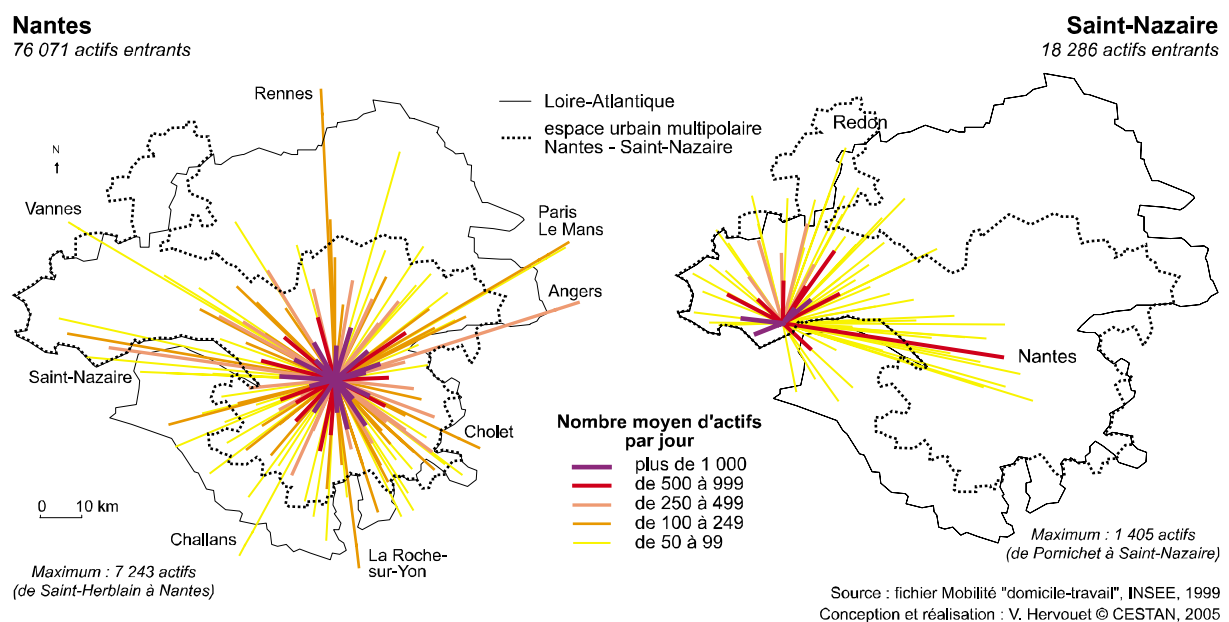 Nantes
76 071 actifs entrants
Saint-Nazaire
18 286 actifs entrants
Rennes
Loire-Atlantique
espace urbain multipolaire
Nantes - Saint-Nazaire
Redon
N
Vannes
Paris
Le Mans
Angers
Saint-Nazaire
Nantes
Cholet
Nombre moyen d'actifs
par jour
plus de 1 000
de 500 à 999
de 250 à 499
de 100 à 249
de 50 à 99
0 10 km
Challans
La Roche-
sur-Yon
Maximum : 7 243 actifs
(de Saint-Herblain à Nantes)
Maximum : 1 405 actifs
(de Pornichet à Saint-Nazaire)
Source : fichier Mobilité "domicile-travail", INSEE, 1999
Conception et réalisation : V. Hervouet © CESTAN, 2005